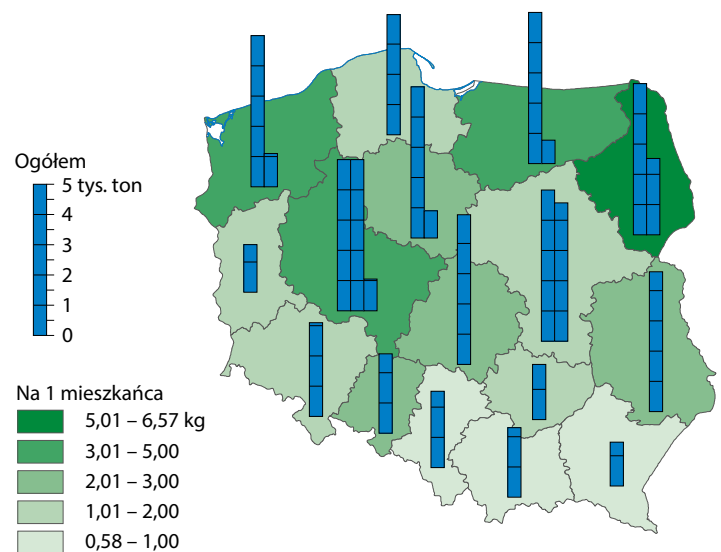 Ogółem
5 tys. ton
4
3
2
1
0
Na 1 mieszkańca
5,01 – 6,57 kg
3,01 – 5,00
2,01 – 3,00
1,01 – 2,00
0,58 – 1,00